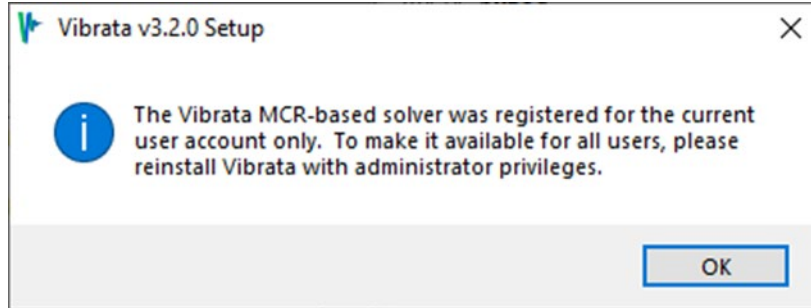 Vibrata v3.2.0 Setup
The Vibrata MCR-based solver was registered for the current
user account only.  To make it available for all users, please
reinstall Vibrata with administrator privileges.
OK